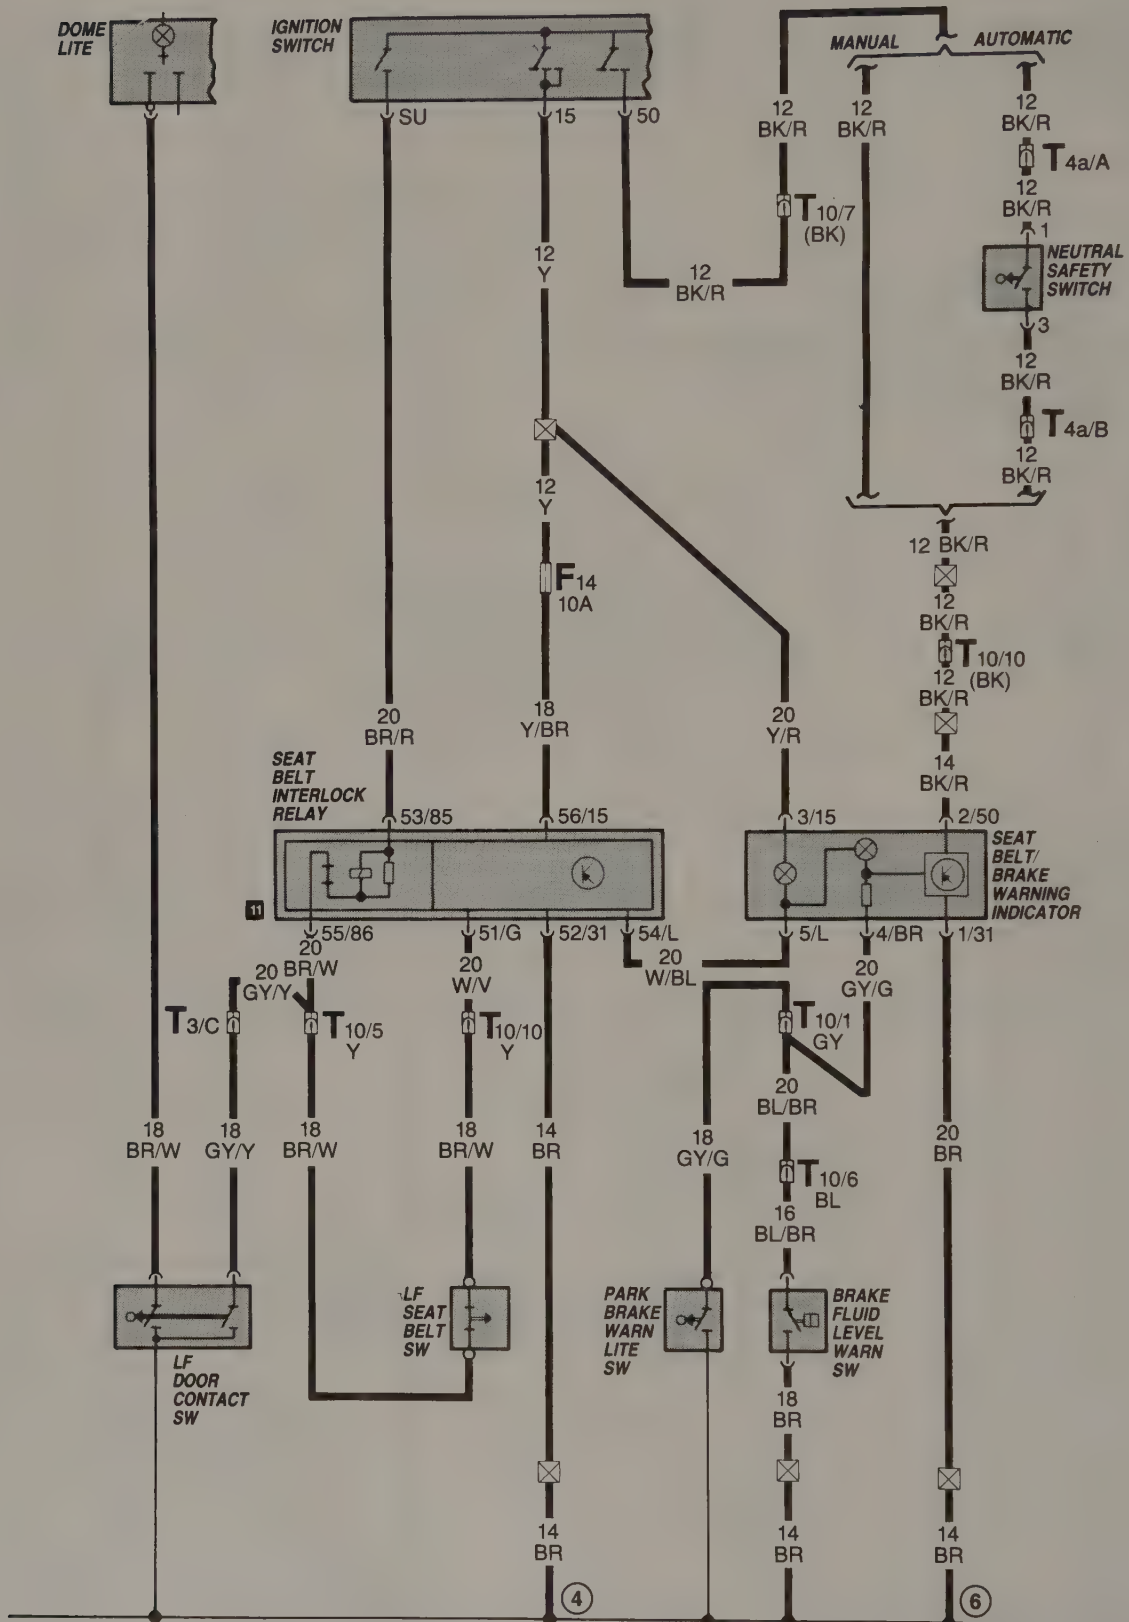 DOME
LITE
IGNITION
SWITCH
MANUAL
AUTOMATIC
SU
15
50
12
BK/R
12
BK/R
12
BK/R
T4a/A
12
BK/R
1
T10/7
(BK)
NEUTRAL
SAFETY
SWITCH
12
Y
12
BK/R
3
12
BK/R
T4a/B
12
BK/R
12
Y
12 BK/R
F14
10A
12
BK/R
T10/10
(BK)
12
BK/R
20
BR/R
18
Y/BR
20
Y/R
14
BK/R
SEAT
BELT
INTERLOCK
RELAY
53/85
56/15
3/15
2/50
SEAT
BELT/
BRAKE
WARNING
INDICATOR
11
55/86
51/G
52/31
54/L
5/L
4/BR
1/31
20
BR/W
20
GY/Y
20
W/V
20
W/BL
20
GY/G
T3/C
T10/5
Y
T10/10
Y
T10/1
GY
20
BL/BR
18
BR/W
18
GY/Y
18
BR/W
18
BR/W
14
BR
18
GY/G
20
BR
T10/6
BL
16
BL/BR
LF
SEAT
BELT
SW
PARK
BRAKE
WARN
LITE
SW
BRAKE
FLUID
LEVEL
WARN
SW
LF
DOOR
CONTACT
SW
18
BR
14
BR
14
BR
14
BR
4
6